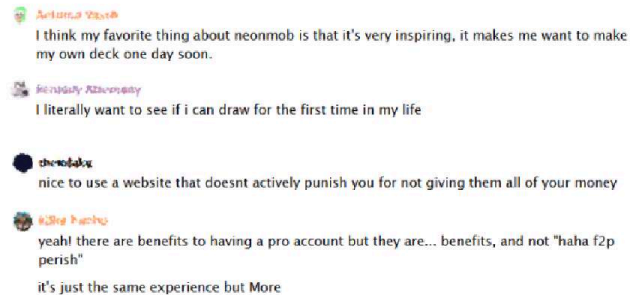 I think my favorite thing about neonmob is that it's very inspiring, it makes me want to make
my own deck one day soon.
I literally want to see if i can draw for the first time in my life
nice to use a website that doesnt actively punish you for not giving them all of your money
yeah! there are benefits to having a pro account but they are... benefits, and not "haha f2p
perish"
it's just the same experience but More